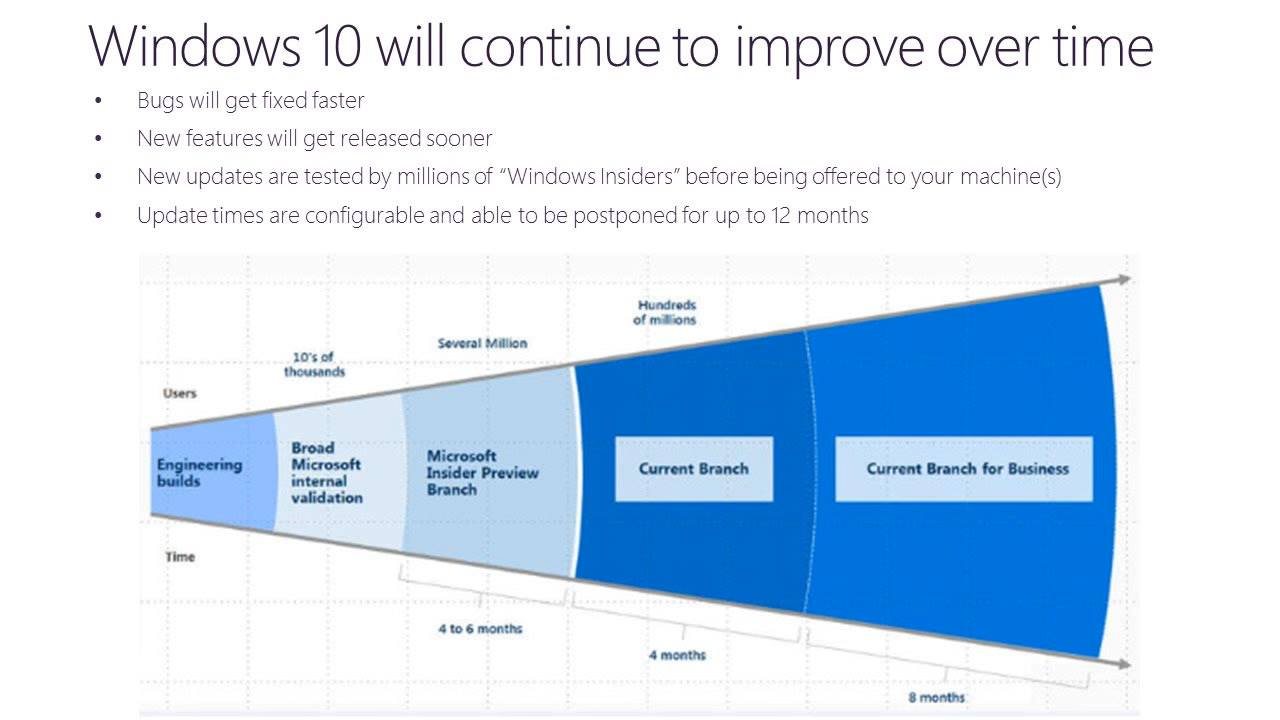 Windows 10 will continue to improve over time
• Bugs will get fixed faster
• New features will get released sooner
• New updates are tested by millions of “Windows Insiders” before being offered to your machine(s)
• Update times are configurable and able to be postponed for up to 12 months
Users
10's of
thousands
Several Million
Hundreds
of millions
Engineering
builds
Broad
Microsoft
internal
validation
Microsoft
Insider Preview
Branch
Current Branch
Current Branch for Business
Time
4 to 6 months
4 months
8 months